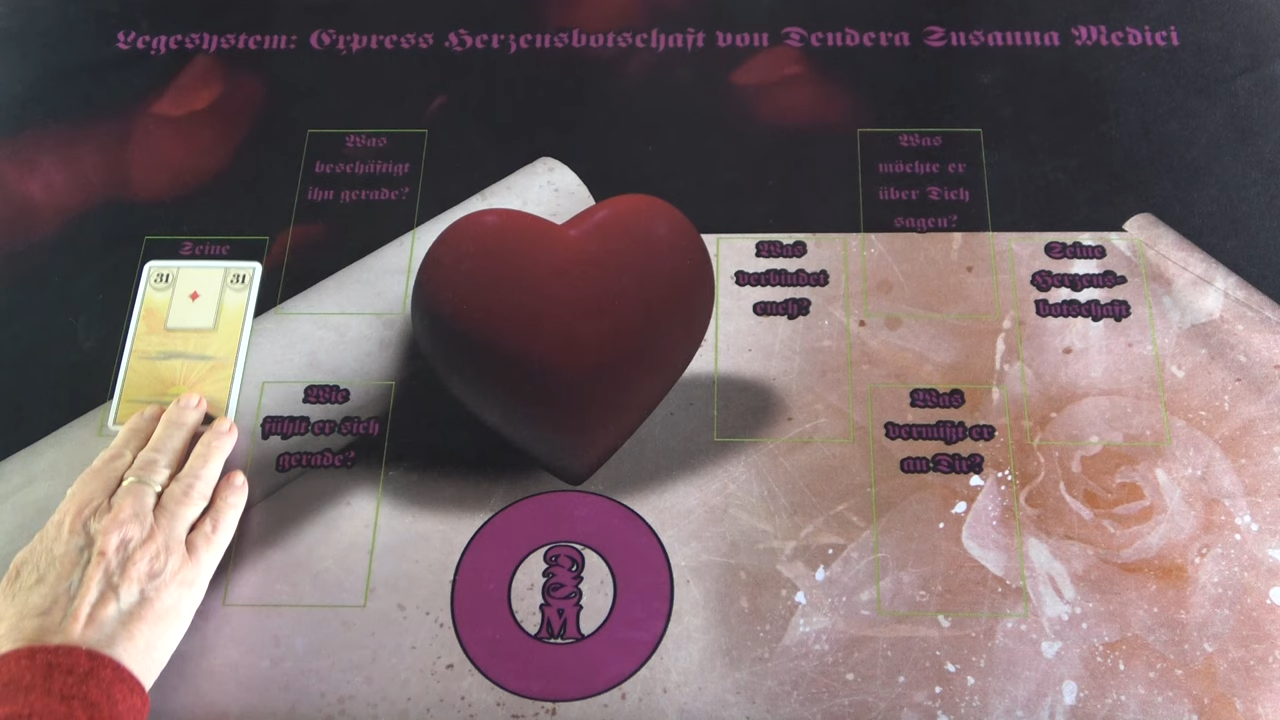 Legesystem: Express Herzensbotschaft von Dendera Susanna Medici
Was
beschäftigt
ihn gerade?
Was
möchte er
über Dich
sagen?
Seine
31 31
Was
verbindet
euch?
Seine
Herzens-
botschaft
Wie
fühlt er sich
gerade?
Was
vermißt er
an Dir?